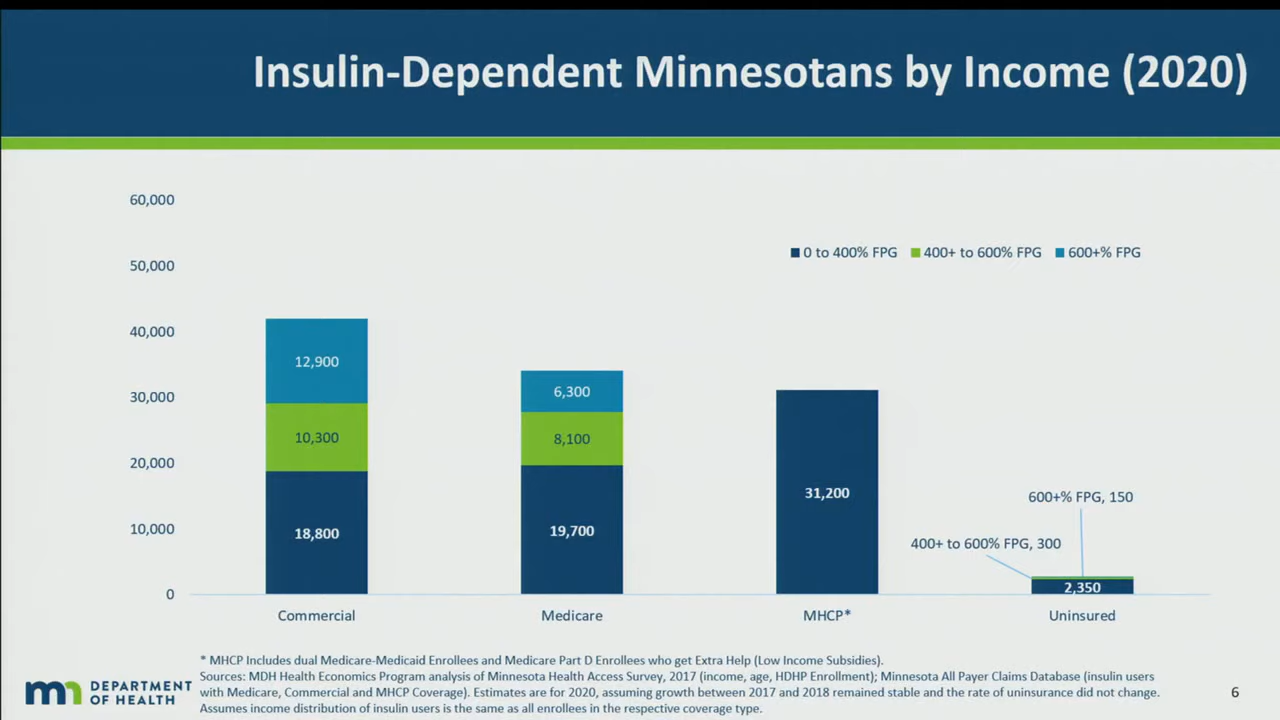 Insulin-Dependent Minnesotans by Income (2020)
60,000
50,000
40,000
30,000
20,000
10,000
0
0 to 400% FPG 400+ to 600% FPG 600+% FPG
12,900
10,300
18,800
6,300
8,100
19,700
31,200
600+% FPG, 150
400+ to 600% FPG, 300
2,350
Commercial Medicare MHCP* Uninsured
* MHCP Includes dual Medicare-Medicaid Enrollees and Medicare Part D Enrollees who get Extra Help (Low Income Subsidies).
Sources: MDH Health Economics Program analysis of Minnesota Health Access Survey, 2017 (income, age, HDHP Enrollment); Minnesota All Payer Claims Database (insulin users
with Medicare, Commercial and MHCP Coverage). Estimates are for 2020, assuming growth between 2017 and 2018 remained stable and the rate of uninsurance did not change.
Assumes income distribution of insulin users is the same as all enrollees in the respective coverage type.
mn DEPARTMENT
OF HEALTH
6